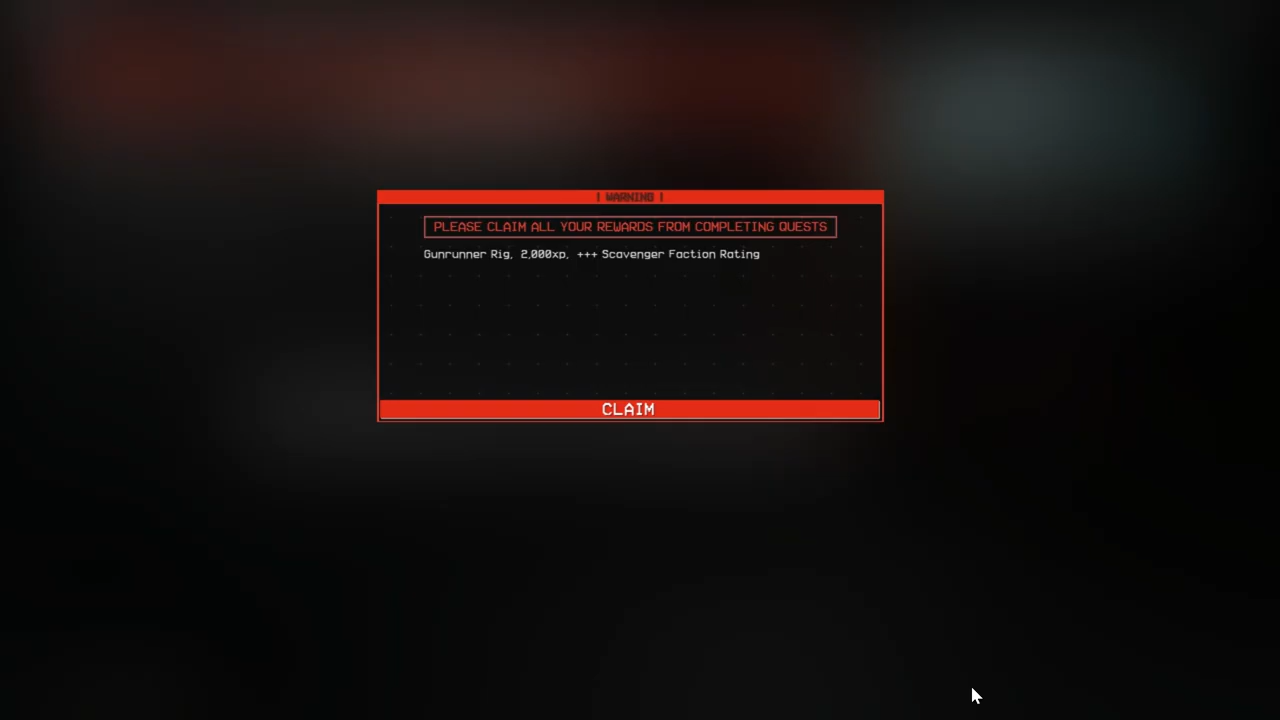 ! WARNING !
PLEASE CLAIM ALL YOUR REWARDS FROM COMPLETING QUESTS
Gunrunner Rig, 2,000xp, +++ Scavenger Faction Rating
CLAIM